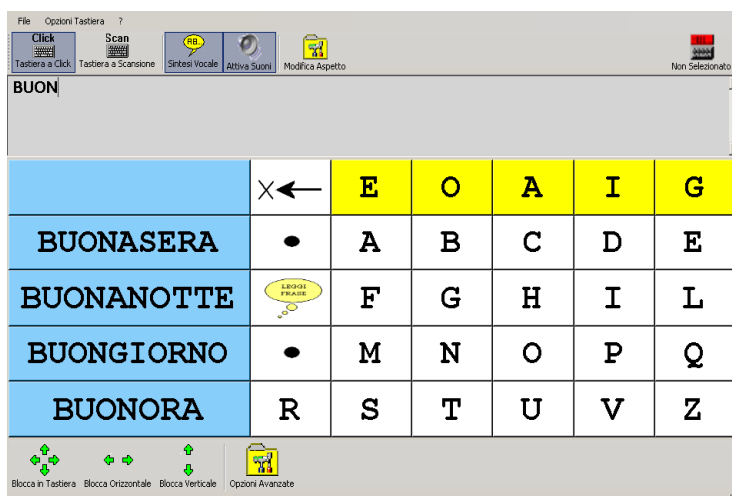 File Opzioni Tastiera ?
Click Scan
Tastiera a Click Tastiera a Scansione Sintesi Vocale Attiva Suoni Modifica Aspetto Non Selezionato
BUON
X E O A I G
BUONASERA A B C D E
BUONANOTTE LEGGI FRASE F G H I L
BUONGIORNO M N O P Q
BUONORA R S T U V Z
Blocca in Tastiera Blocca Orizzontale Blocca Verticale Opzioni Avanzate